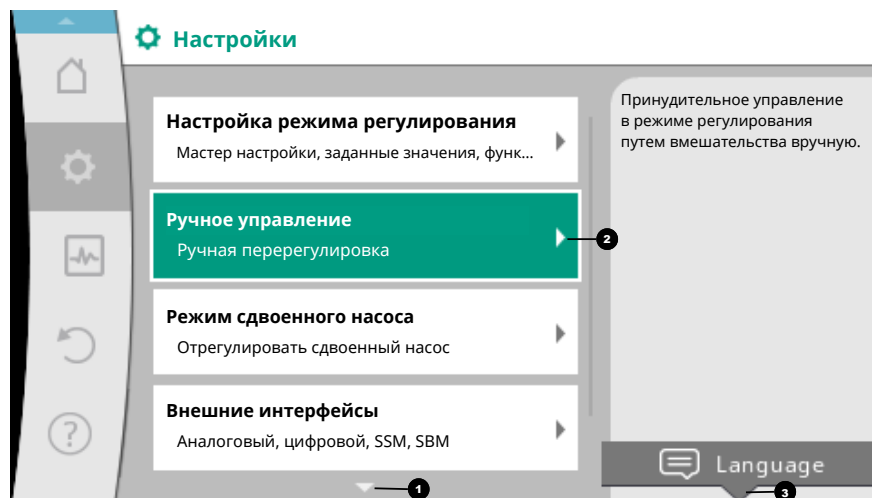 Настройки
Настройка режима регулирования
Мастер настройки, заданные значения, функ...
Ручное управление
Ручная перерегулировка
Режим сдвоенного насоса
Отрегулировать сдвоенный насос
Внешние интерфейсы
Аналоговый, цифровой, SSM, SBM
Принудительное управление
в режиме регулирования
путем вмешательства вручную.
Language
?
1
2
3